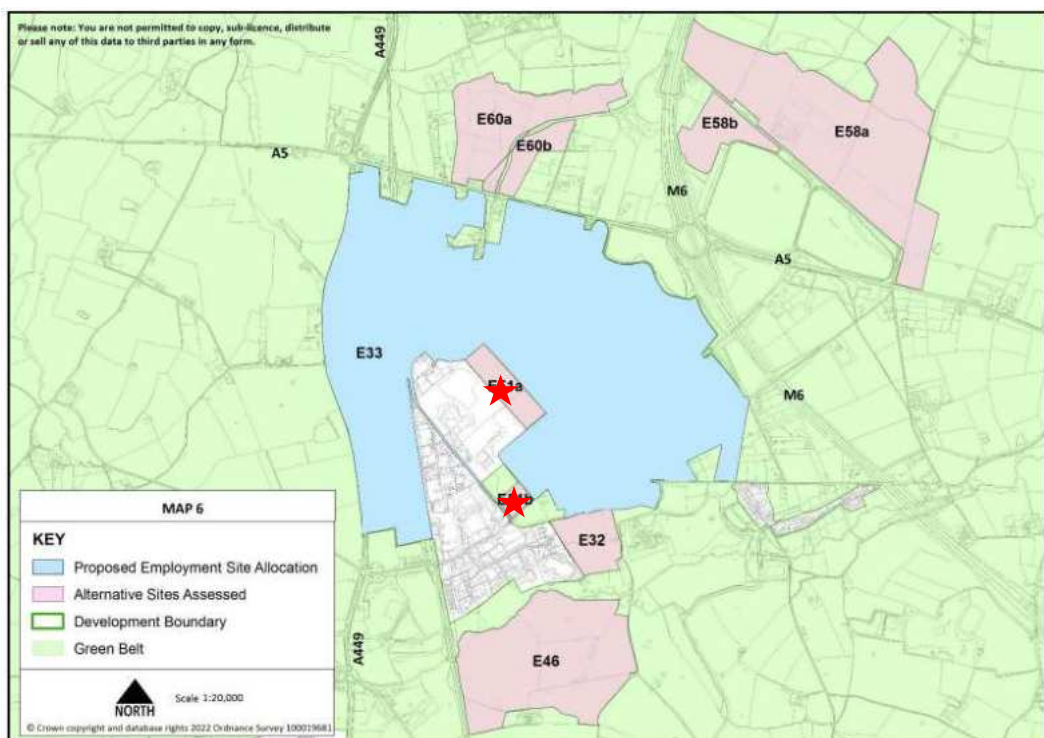 Please note: You are not permitted to copy, sub-licence, distribute
or sell any of this data to third parties in any form.
A449
E60a
E60b
E58b
E58a
A5
M6
A5
E33
M6
E32
E46
A449
MAP 6
KEY
Proposed Employment Site Allocation
Alternative Sites Assessed
Development Boundary
Green Belt
NORTH
Scale 1:20,000
© Crown copyright and database rights 2022 Ordnance Survey 100019681